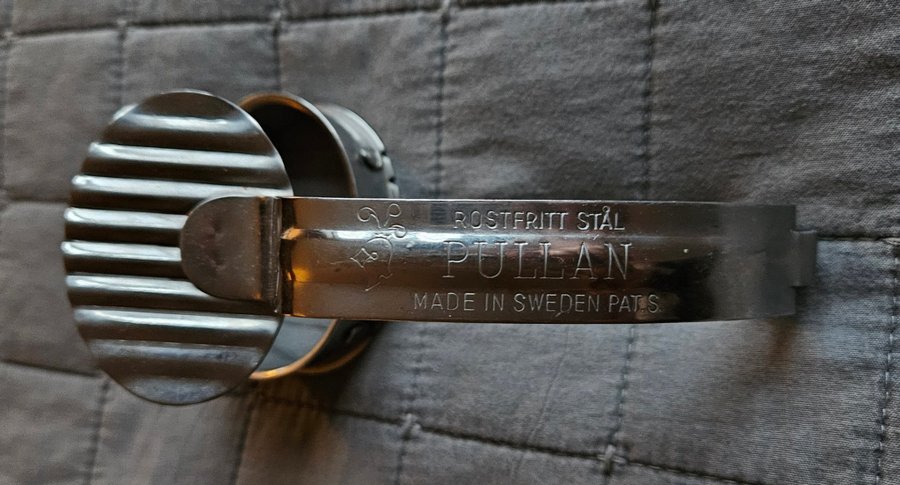 ROSTFRITT STÅL
PULLAN
MADE IN SWEDEN PAT.S.